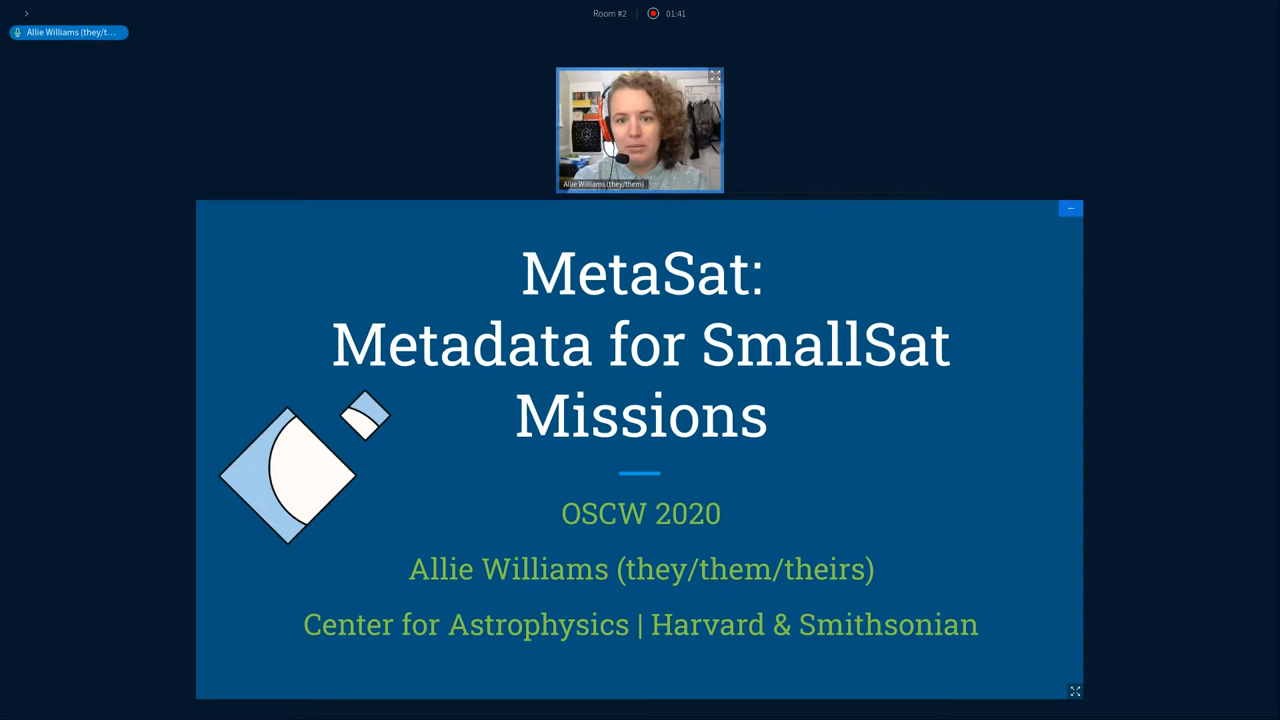 Room #2
01:41
Allie Williams (they/t...
Allie Williams (they/them)
MetaSat:
Metadata for SmallSat
Missions
OSCW 2020
Allie Williams (they/them/theirs)
Center for Astrophysics | Harvard & Smithsonian